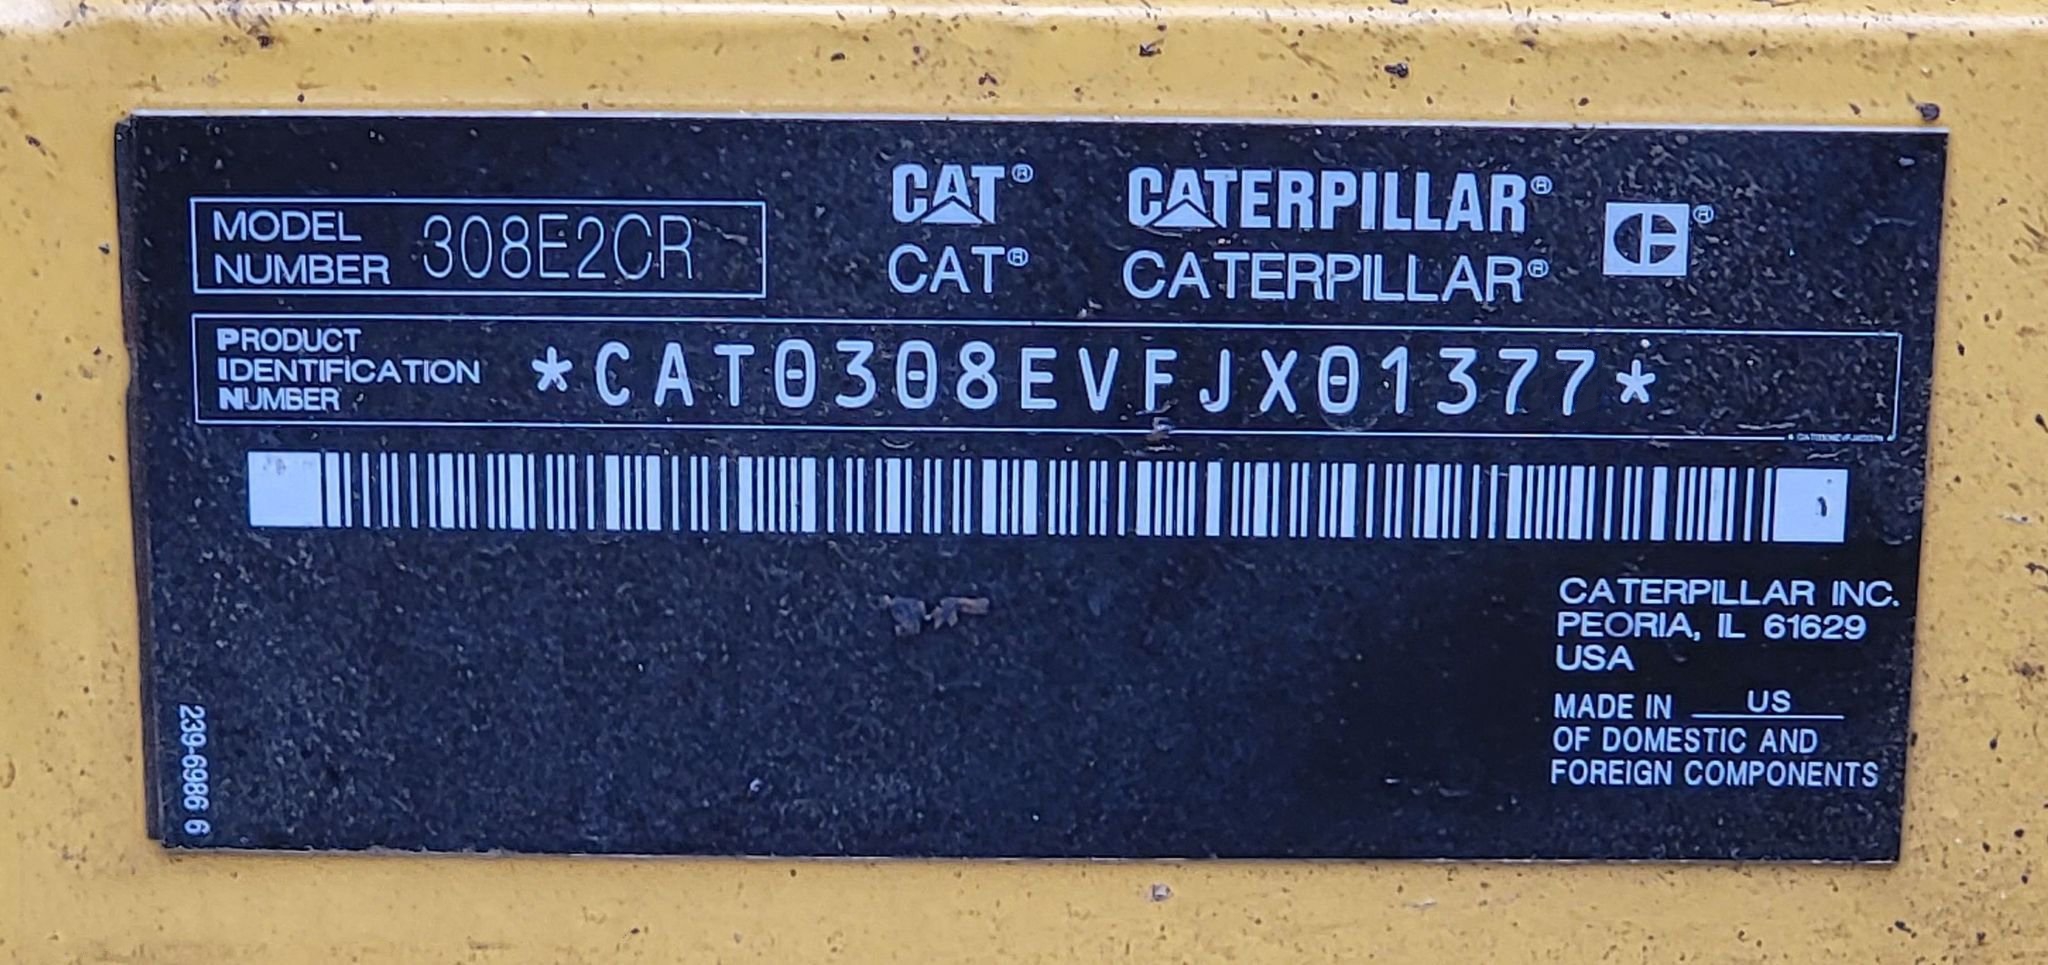 CAT® CATERPILLAR®
MODEL
NUMBER 308E2CR
CAT® CATERPILLAR®
PRODUCT
IDENTIFICATION
NUMBER
*CAT0308EVFJX01377*
CATERPILLAR INC.
PEORIA, IL 61629
USA
MADE IN US
OF DOMESTIC AND
FOREIGN COMPONENTS
239-6986 6